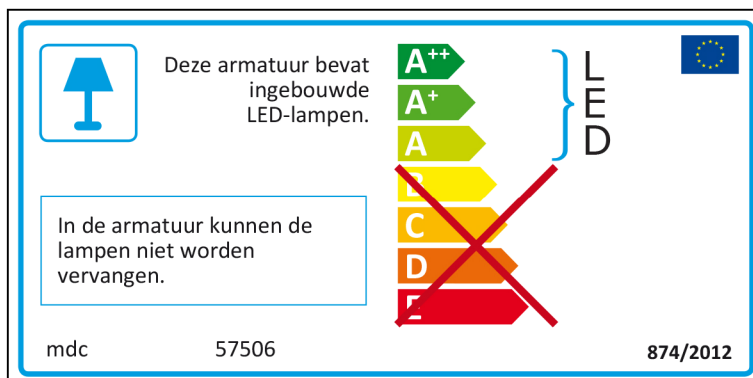 Deze armatuur bevat
ingebouwde
LED-lampen.
A++
A+
A
B
C
D
E
L
E
D
In de armatuur kunnen de
lampen niet worden
vervangen.
mdc 57506
874/2012